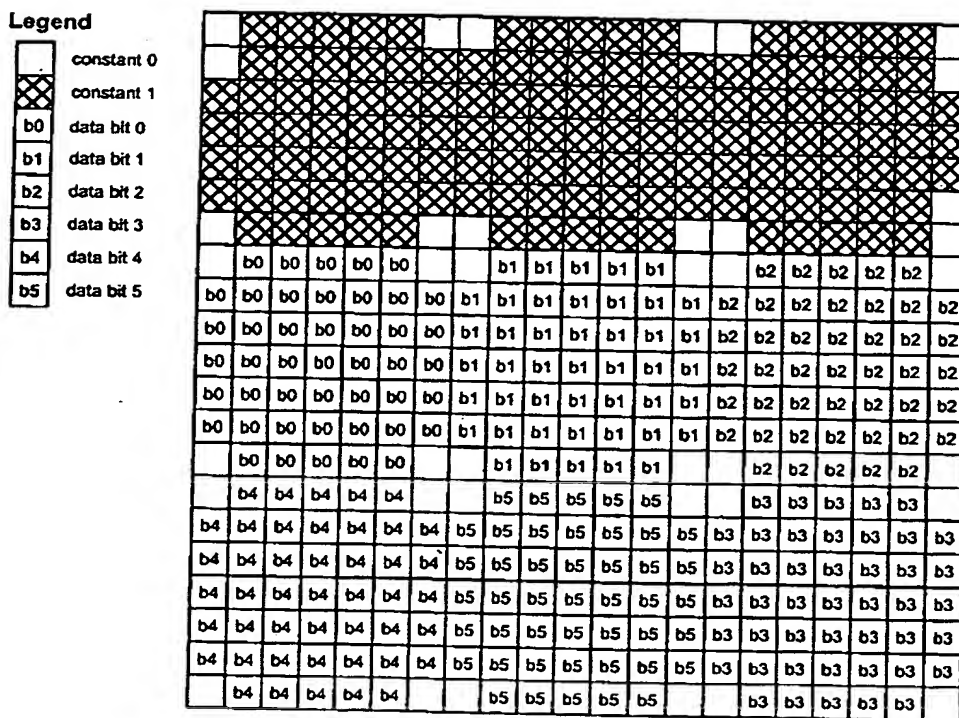 Legend
constant 0
constant 1
b0 data bit 0
b1 data bit 1
b2 data bit 2
b3 data bit 3
b4 data bit 4
b5 data bit 5
b0 b0 b0 b0 b0 b1 b1 b1 b1 b1 b2 b2 b2 b2 b2
b0 b0 b0 b0 b0 b0 b0 b1 b1 b1 b1 b1 b1 b1 b2 b2 b2 b2 b2 b2 b2
b0 b0 b0 b0 b0 b0 b0 b1 b1 b1 b1 b1 b1 b1 b2 b2 b2 b2 b2 b2 b2
b0 b0 b0 b0 b0 b0 b0 b1 b1 b1 b1 b1 b1 b1 b2 b2 b2 b2 b2 b2 b2
b0 b0 b0 b0 b0 b0 b0 b1 b1 b1 b1 b1 b1 b1 b2 b2 b2 b2 b2 b2 b2
b0 b0 b0 b0 b0 b0 b0 b1 b1 b1 b1 b1 b1 b1 b2 b2 b2 b2 b2 b2 b2
b0 b0 b0 b0 b0 b1 b1 b1 b1 b1 b2 b2 b2 b2 b2
b4 b4 b4 b4 b4 b5 b5 b5 b5 b5 b3 b3 b3 b3 b3
b4 b4 b4 b4 b4 b4 b4 b5 b5 b5 b5 b5 b5 b5 b3 b3 b3 b3 b3 b3 b3
b4 b4 b4 b4 b4 b4 b4 b5 b5 b5 b5 b5 b5 b5 b3 b3 b3 b3 b3 b3 b3
b4 b4 b4 b4 b4 b4 b4 b5 b5 b5 b5 b5 b5 b5 b3 b3 b3 b3 b3 b3 b3
b4 b4 b4 b4 b4 b4 b4 b5 b5 b5 b5 b5 b5 b5 b3 b3 b3 b3 b3 b3 b3
b4 b4 b4 b4 b4 b4 b4 b5 b5 b5 b5 b5 b5 b5 b3 b3 b3 b3 b3 b3 b3
b4 b4 b4 b4 b4 b5 b5 b5 b5 b5 b3 b3 b3 b3 b3